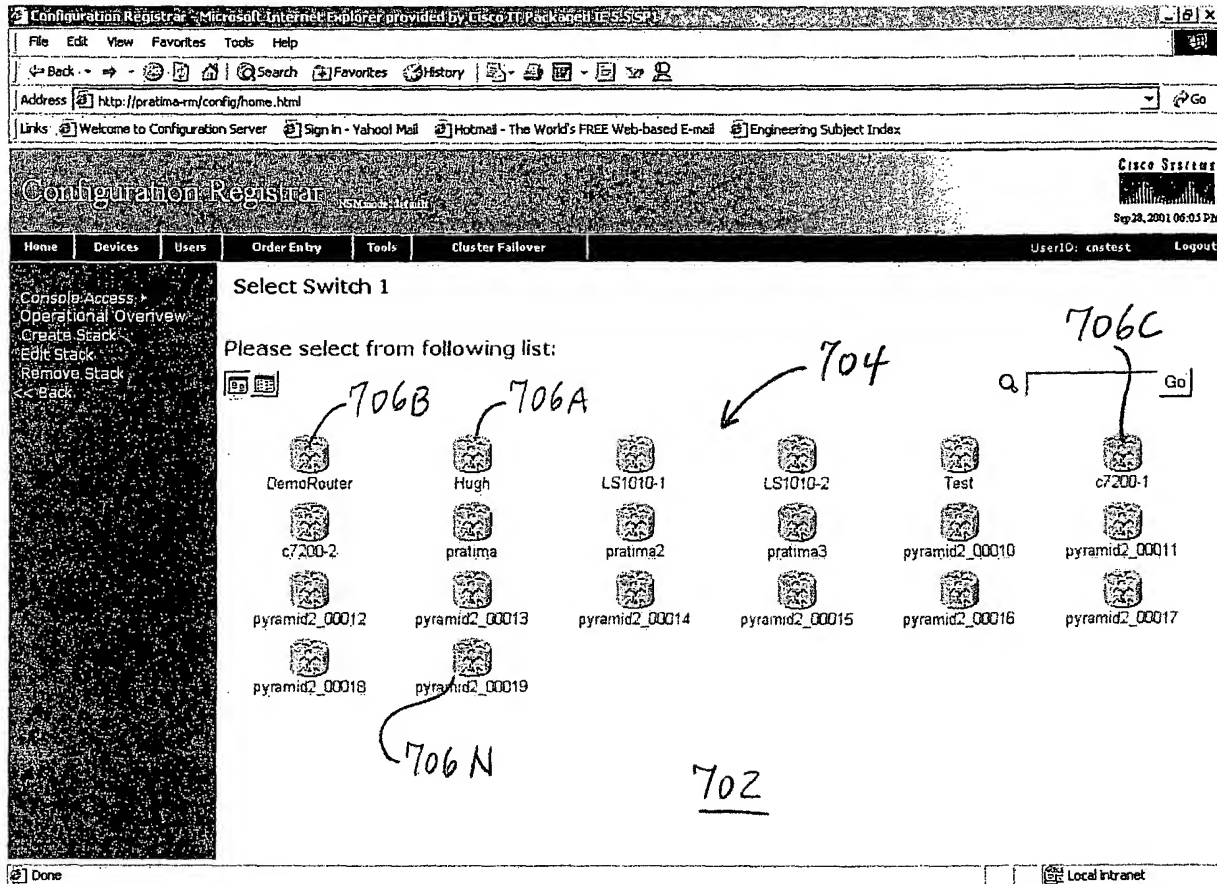 Configuration Registrar - Microsoft Internet Explorer provided by Cisco IT Packaged IE 5.5 SP1
File Edit View Favorites Tools Help
Back Search Favorites History
Address http://pratima-rm/config/home.html Go
Links Welcome to Configuration Server Sign in - Yahoo! Mail Hotmail - The World's FREE Web-based E-mail Engineering Subject Index
Cisco Systems
Configuration Registrar
Sep 28, 2001 06:05 PM
Home Devices Users Order Entry Tools Cluster Failover UserID: cnstest Logout
Select Switch 1
Console Access
Operational Overivew
Create Stack
Edit Stack
Remove Stack
<< Back
Please select from following list:
Go
706B 706A 704 706C
DemoRouter Hugh LS1010-1 LS1010-2 Test c7200-1
c7200-2 pratima pratima2 pratima3 pyramid2_00010 pyramid2_00011
pyramid2_00012 pyramid2_00013 pyramid2_00014 pyramid2_00015 pyramid2_00016 pyramid2_00017
pyramid2_00018 pyramid2_00019
706N
702
Done Local intranet